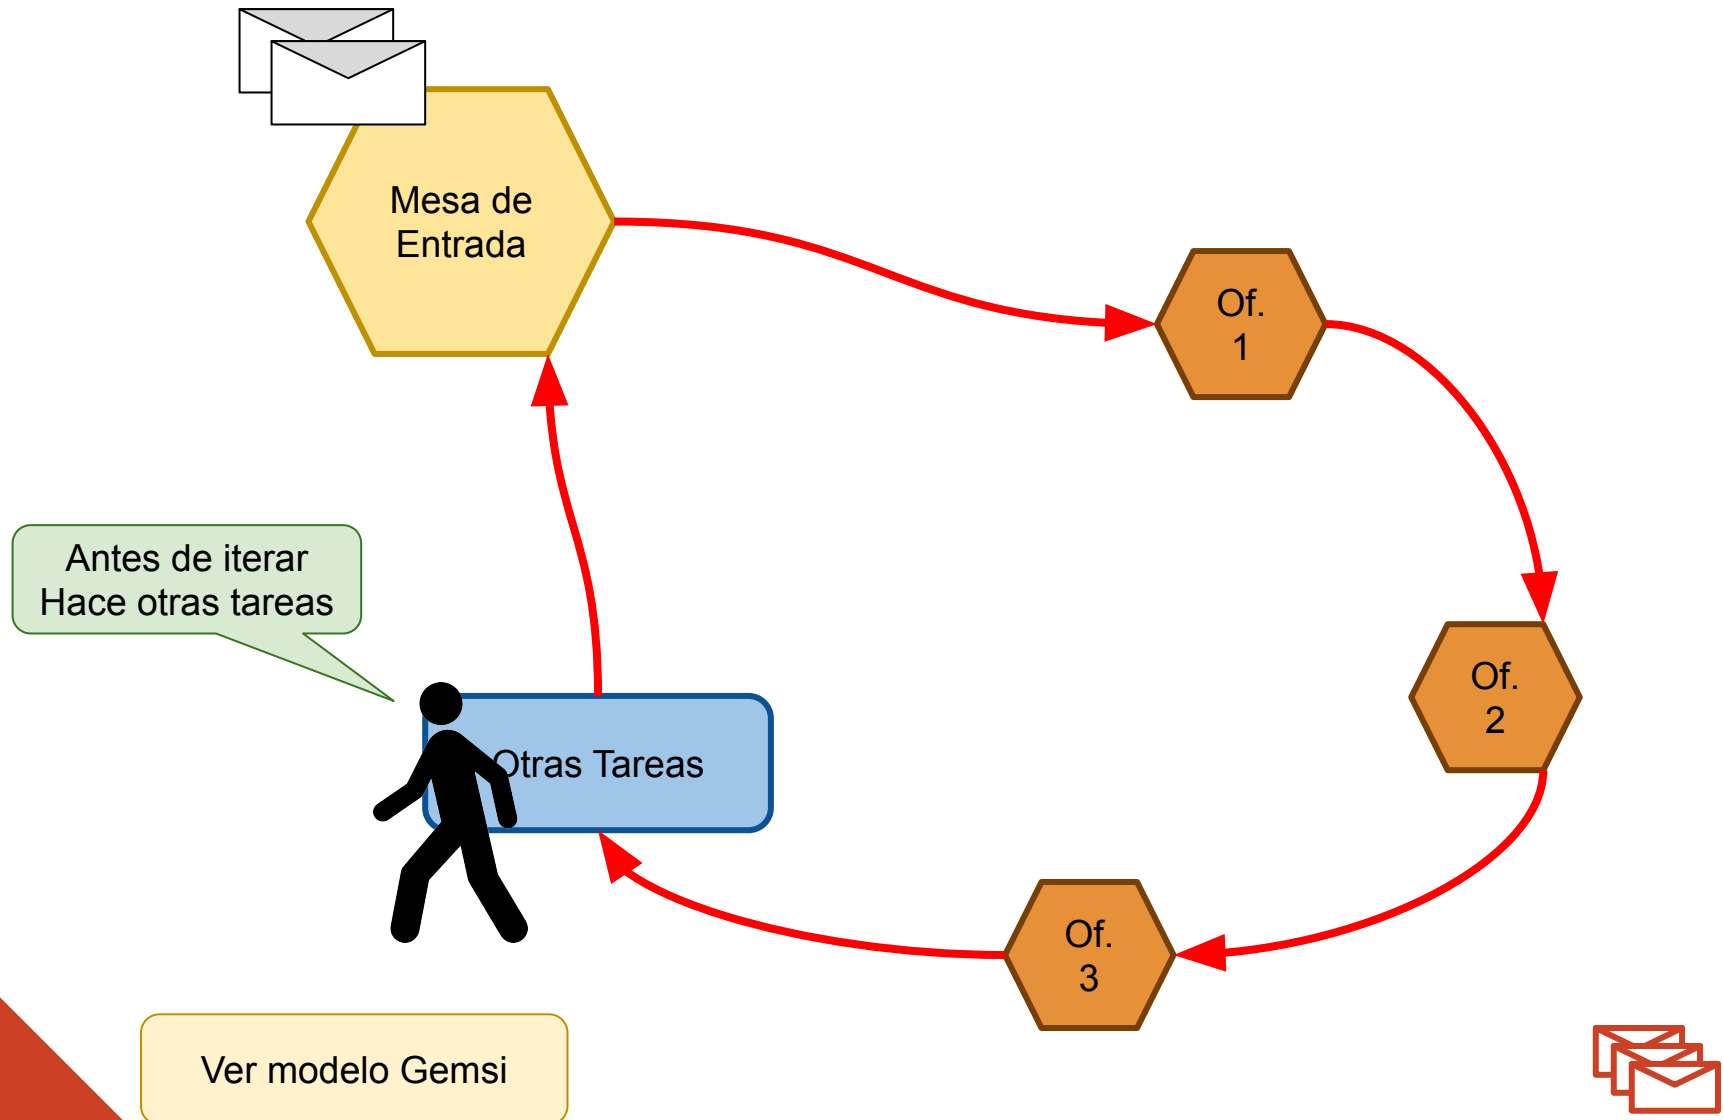 Mesa de
Entrada
Of.
1
Of.
2
Of.
3
Otras Tareas
Antes de iterar
Hace otras tareas
Ver modelo Gemsi